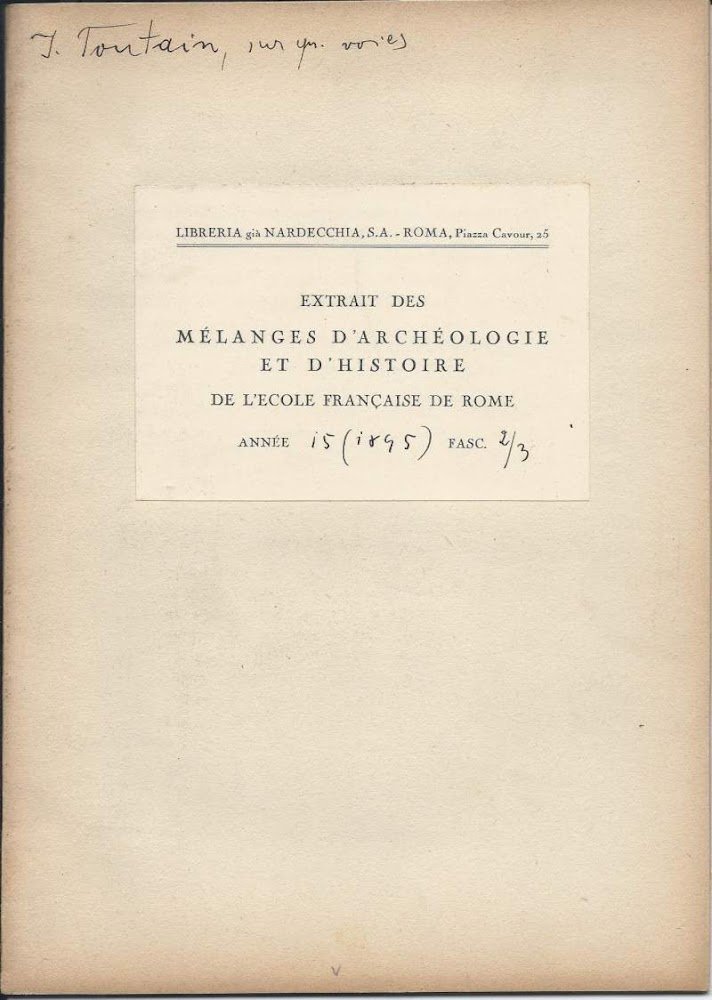 J. Toutain, sur qu. voies
LIBRERIA già NARDECCHIA, S.A. - ROMA, Piazza Cavour, 25
EXTRAIT DES
MÉLANGES D'ARCHÉOLOGIE
ET D'HISTOIRE
DE L'ECOLE FRANÇAISE DE ROME
ANNÉE 15 (1895) FASC. 2/3